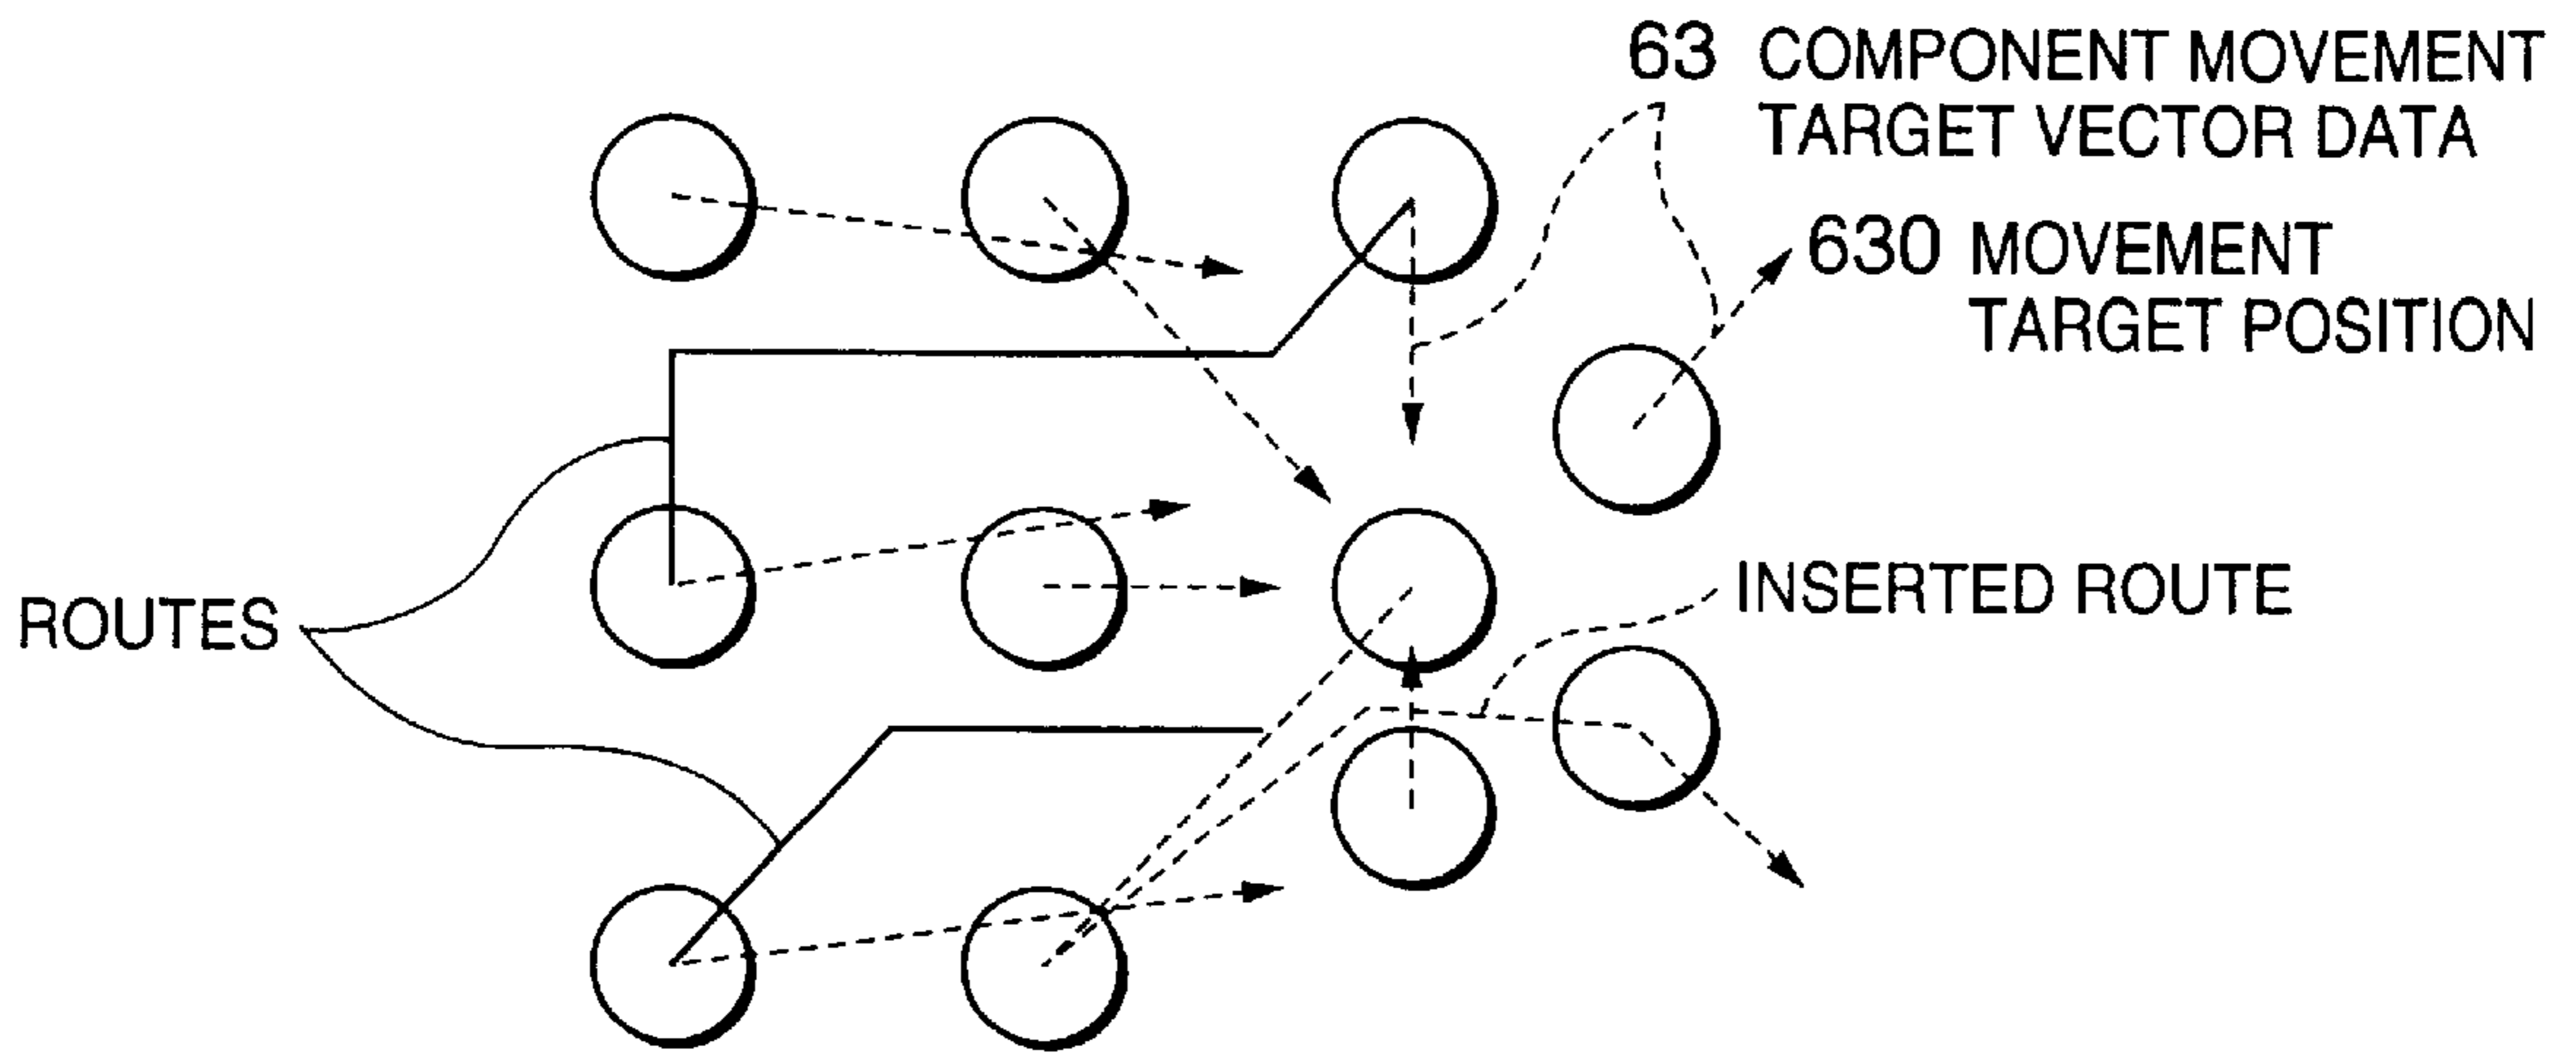 63 COMPONENT MOVEMENT
TARGET VECTOR DATA
630 MOVEMENT
TARGET POSITION
INSERTED ROUTE
ROUTES